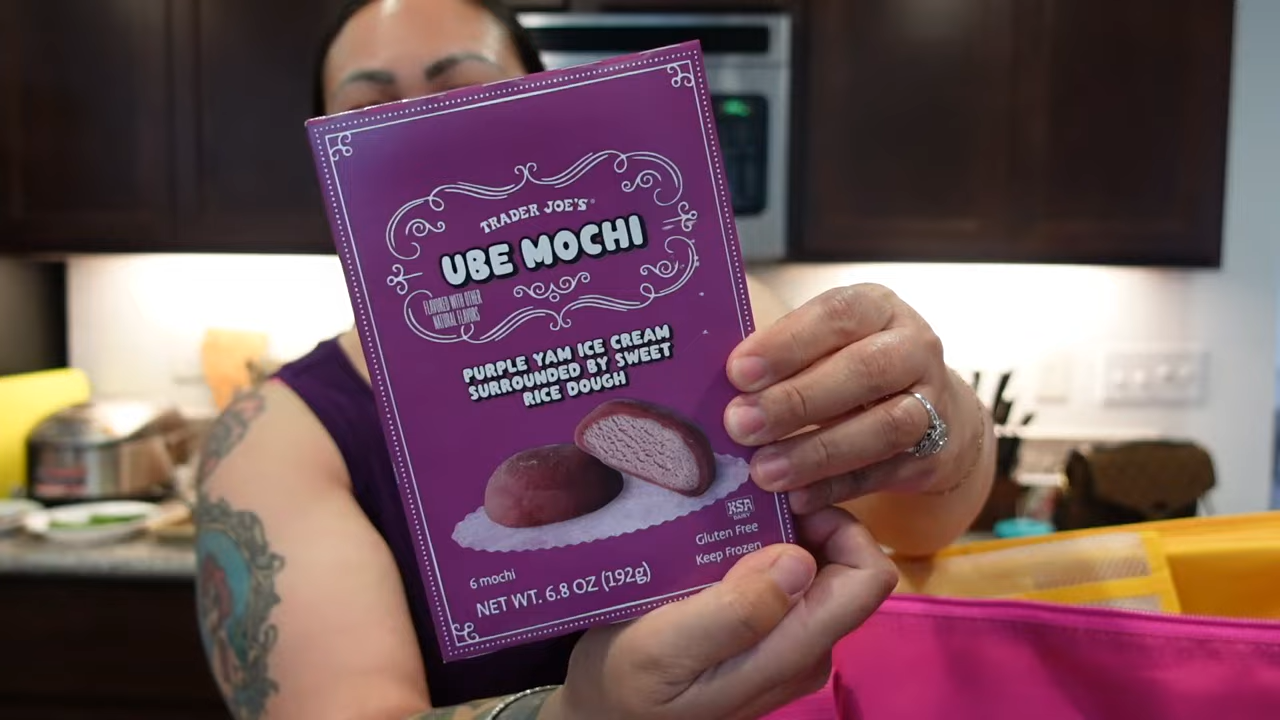 TRADER JOE'S
UBE MOCHI
FLAVORED WITH OTHER
NATURAL FLAVORS
PURPLE YAM ICE CREAM
SURROUNDED BY SWEET
RICE DOUGH
KSA
DAIRY
Gluten Free
Keep Frozen
6 mochi
NET WT. 6.8 OZ (192g)